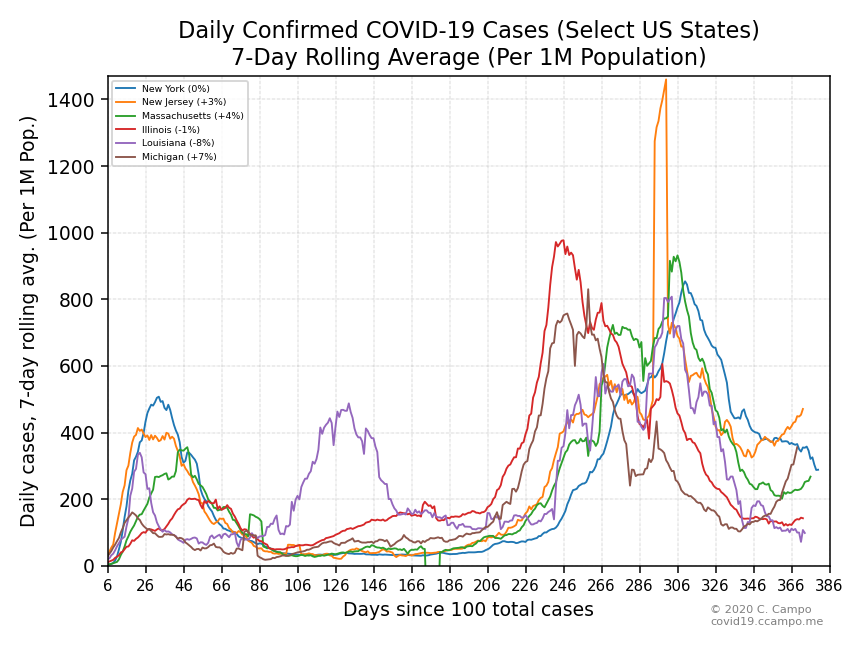 Daily Confirmed COVID-19 Cases (Select US States)
7-Day Rolling Average (Per 1M Population)
Daily cases, 7-day rolling avg. (Per 1M Pop.)
1400
1200
1000
800
600
400
200
0
New York (0%)
New Jersey (+3%)
Massachusetts (+4%)
Illinois (-1%)
Louisiana (-8%)
Michigan (+7%)
6 26 46 66 86 106 126 146 166 186 206 226 246 266 286 306 326 346 366 386
Days since 100 total cases
© 2020 C. Campo
covid19.ccampo.me